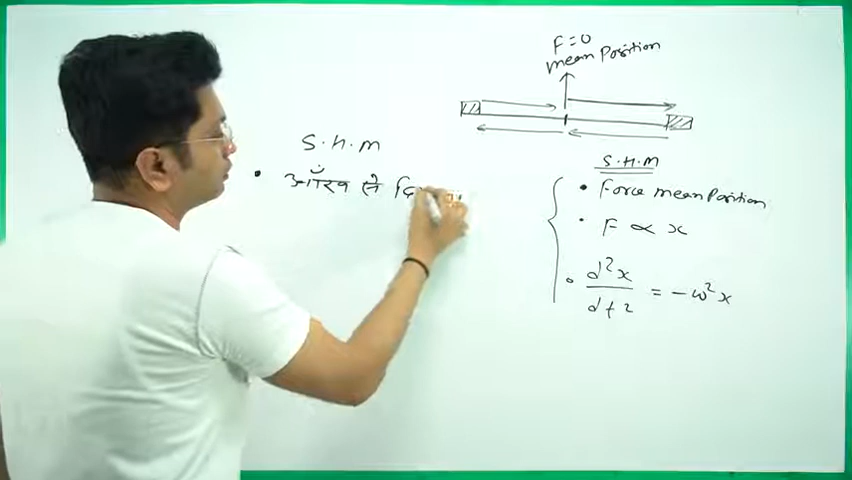 F = 0
mean Position
S.H.M
• आँख से
S.H.M
• Force mean Position
• F ∝ x
• d²x/dt2 = -ω²x